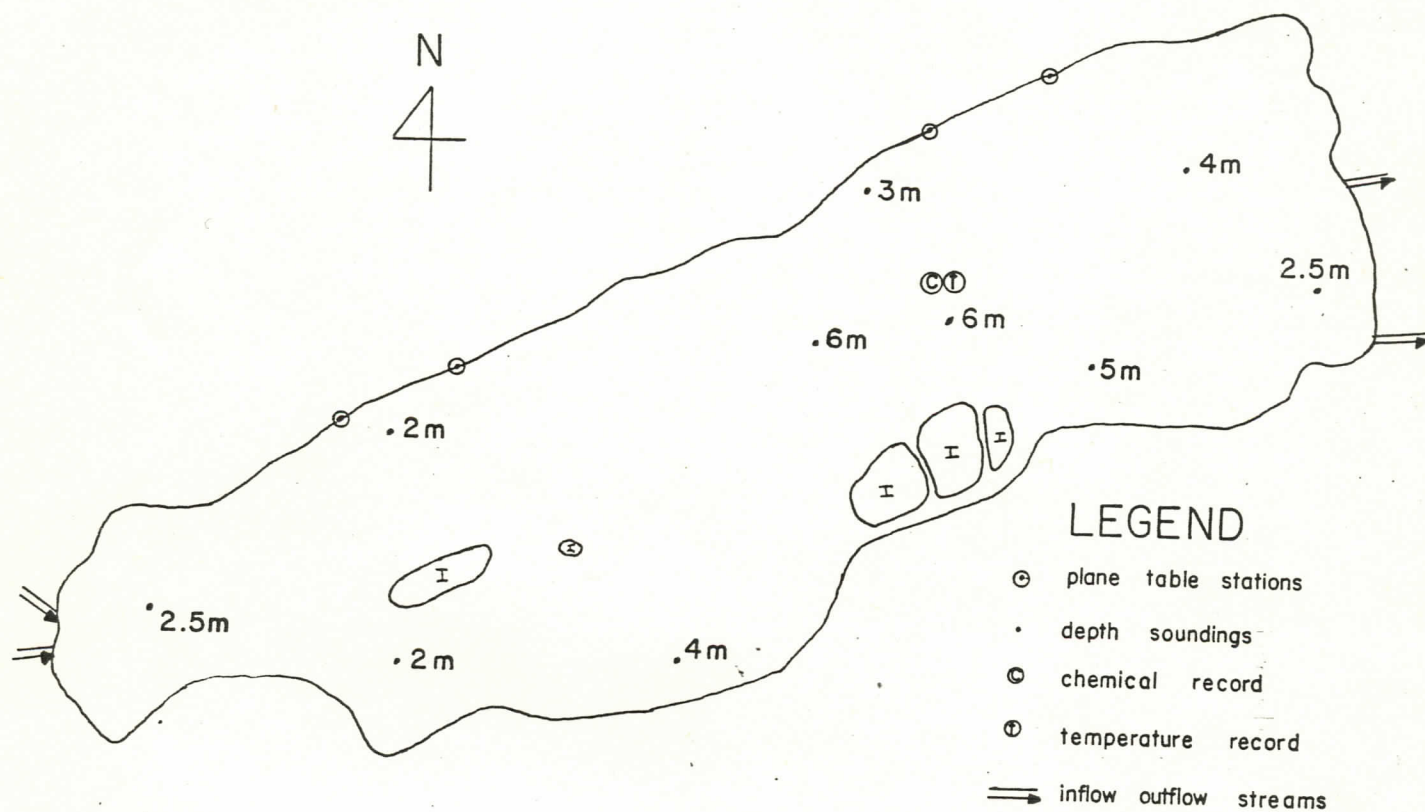 N
4m
3m
2.5m
C T
6m
6m
5m
2m
I
I
I
LEGEND
I
I
plane table stations
2.5m
depth soundings
2m
4m
C chemical record
T temperature record
inflow outflow streams